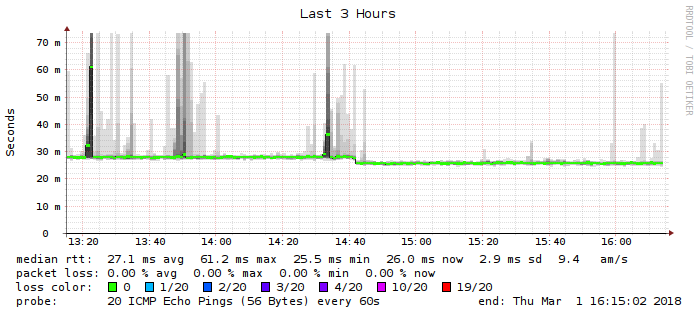 Last 3 Hours
RRDTOOL / TOBI OETIKER
Seconds
70 m
60 m
50 m
40 m
30 m
20 m
10 m
0
13:20 13:40 14:00 14:20 14:40 15:00 15:20 15:40 16:00
median rtt: 27.1 ms avg 61.2 ms max 25.5 ms min 26.0 ms now 2.9 ms sd 9.4 am/s
packet loss: 0.00 % avg 0.00 % max 0.00 % min 0.00 % now
loss color: 0 1/20 2/20 3/20 4/20 10/20 19/20
probe: 20 ICMP Echo Pings (56 Bytes) every 60s end: Thu Mar 1 16:15:02 2018